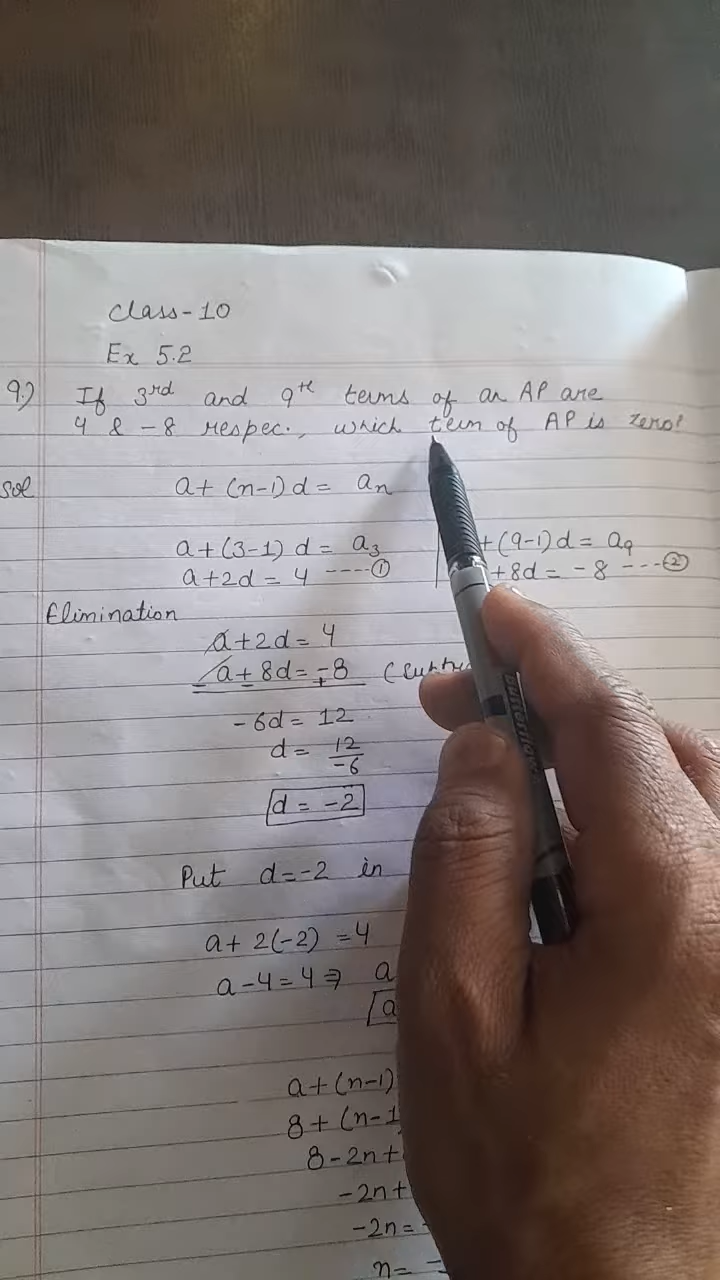 Class-10
Ex 5.2
9.) If 3rd and 9th terms of an AP are
4 & -8 respec., which term of AP is zero?
Sol a + (n-1) d = an
a + (3-1) d = a3 + (9-1)d = a9
a + 2d = 4 ----① + 8d = -8 ---②
Elimination
a + 2d = 4
a + 8d = -8
- - +
-6d = 12
d = 12/-6
d = -2
Put d = -2 in
a + 2(-2) = 4
a - 4 = 4 ⇒ a
a
a + (n-1)
8 + (n-1
8 - 2n +
-2n +
-2n = -
n = -
Butterflow